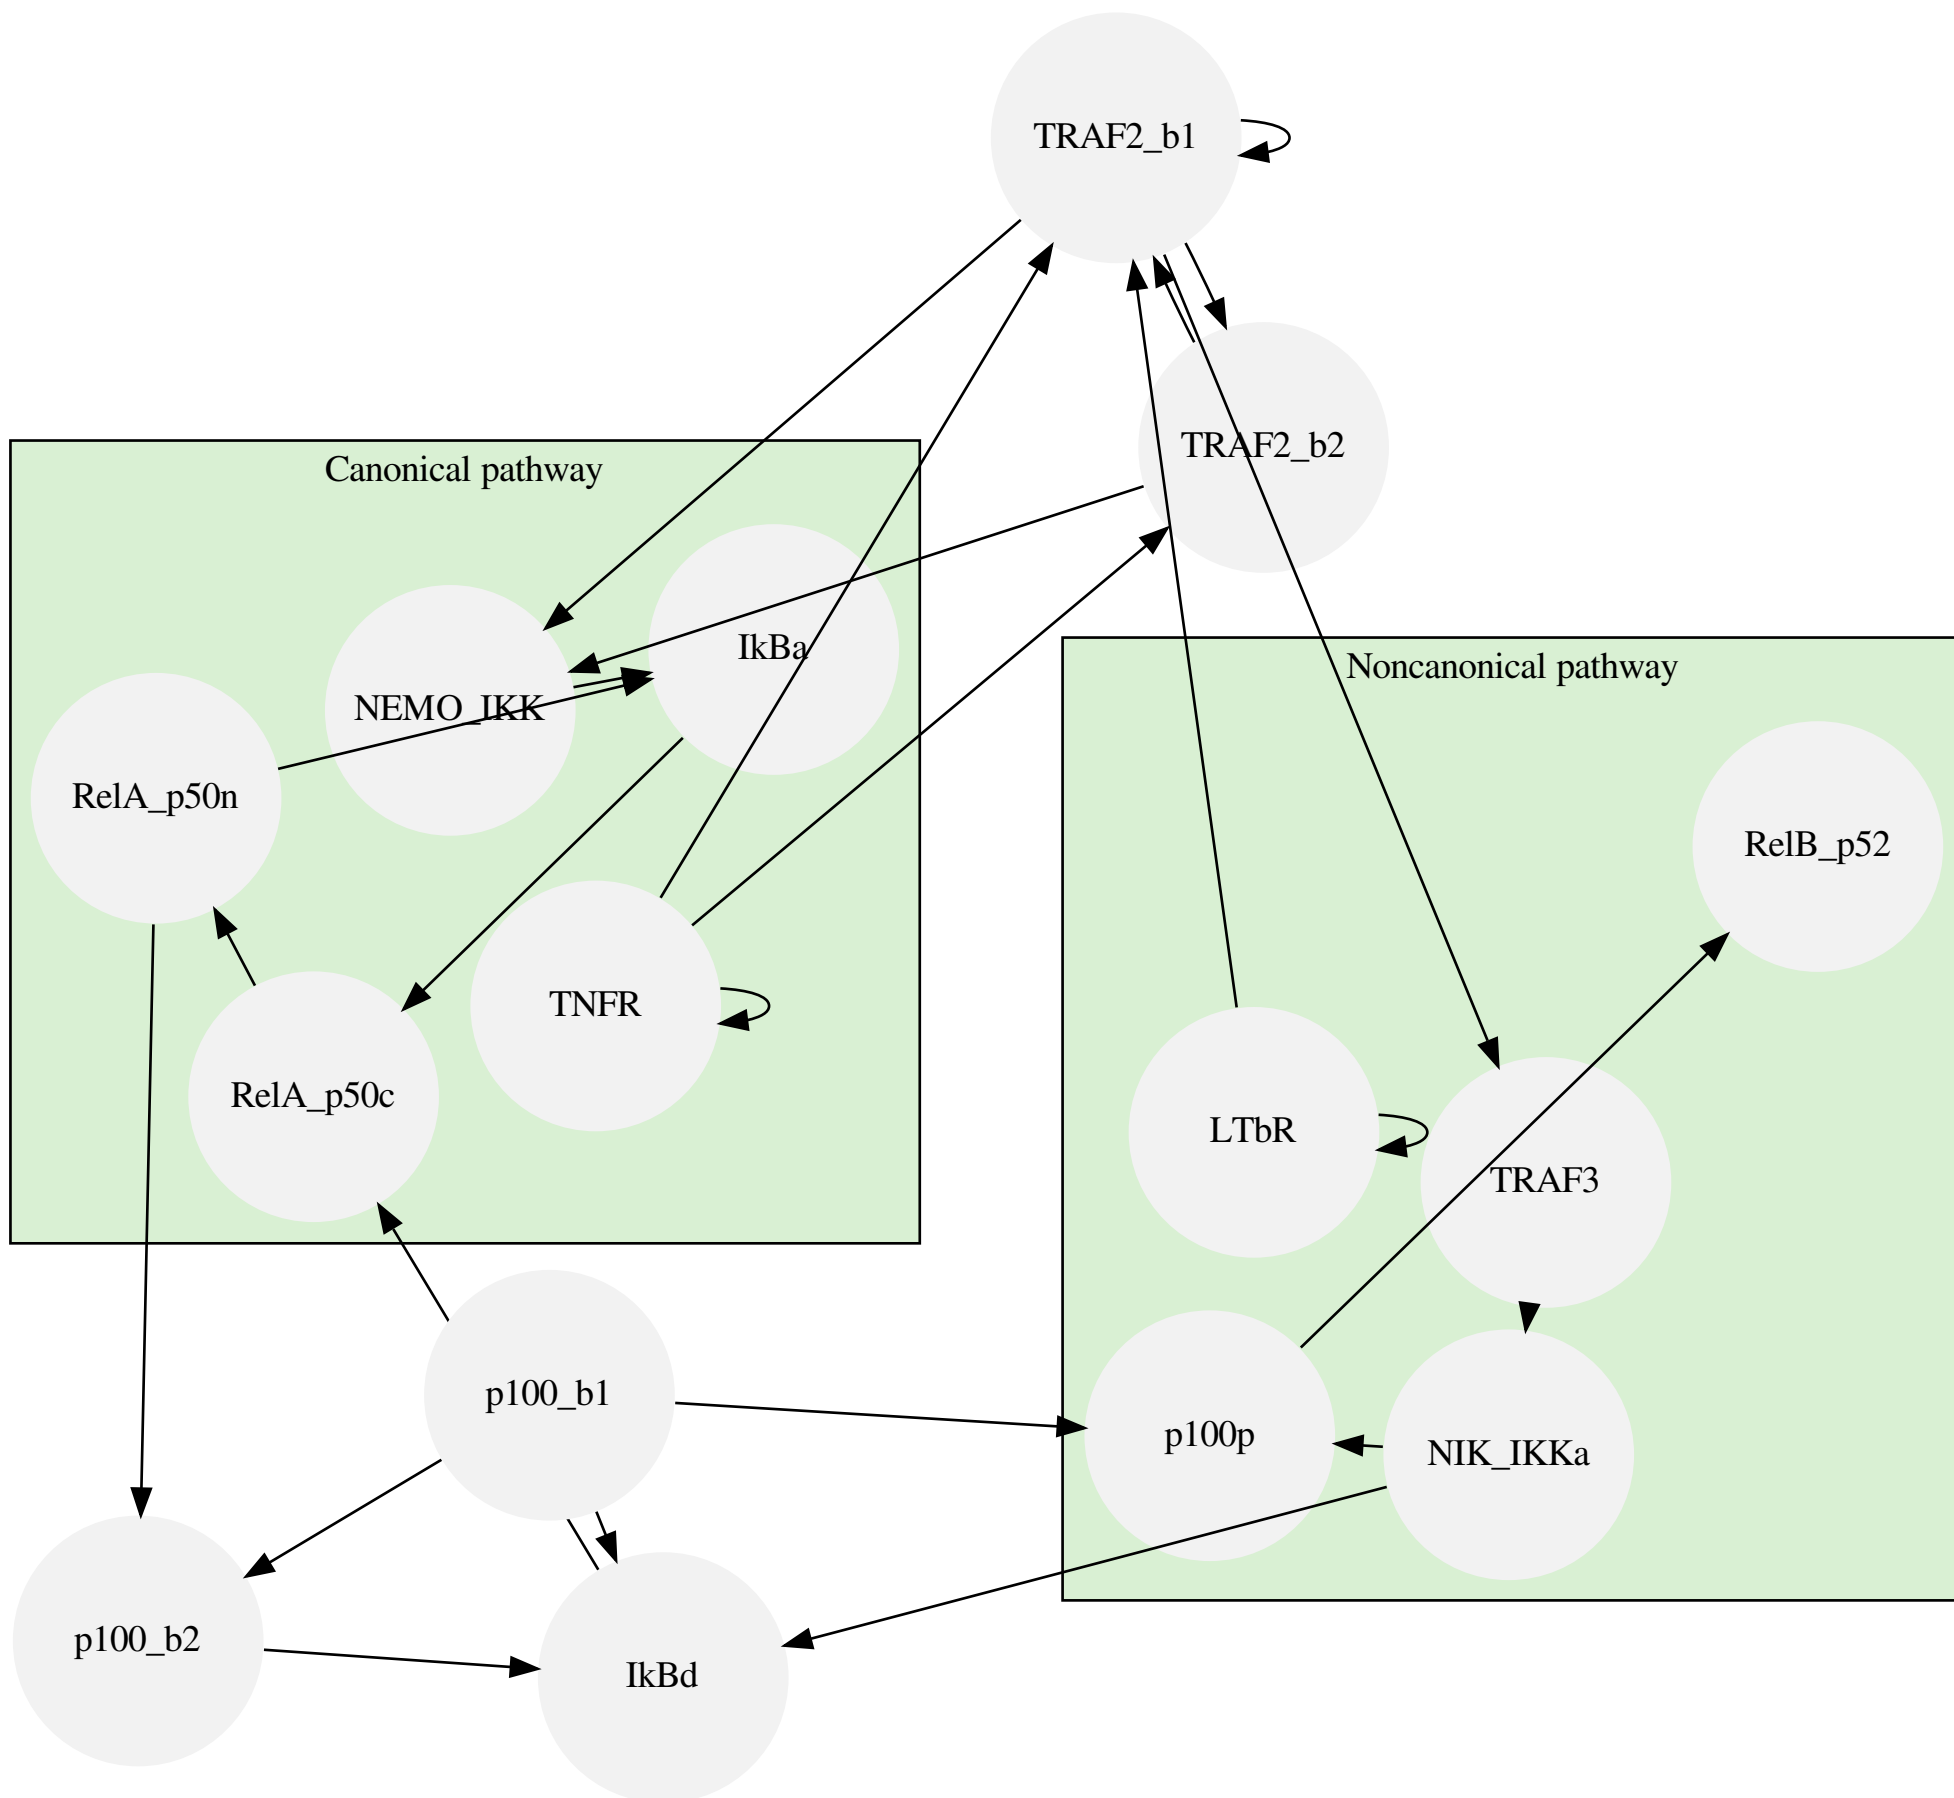 TRAF2_b1
TRAF2_b2
Canonical pathway
IkBa
NEMO_IKK
RelA_p50n
TNFR
RelA_p50c
Noncanonical pathway
RelB_p52
LTbR
TRAF3
p100p
NIK_IKKa
p100_b1
p100_b2
IkBd